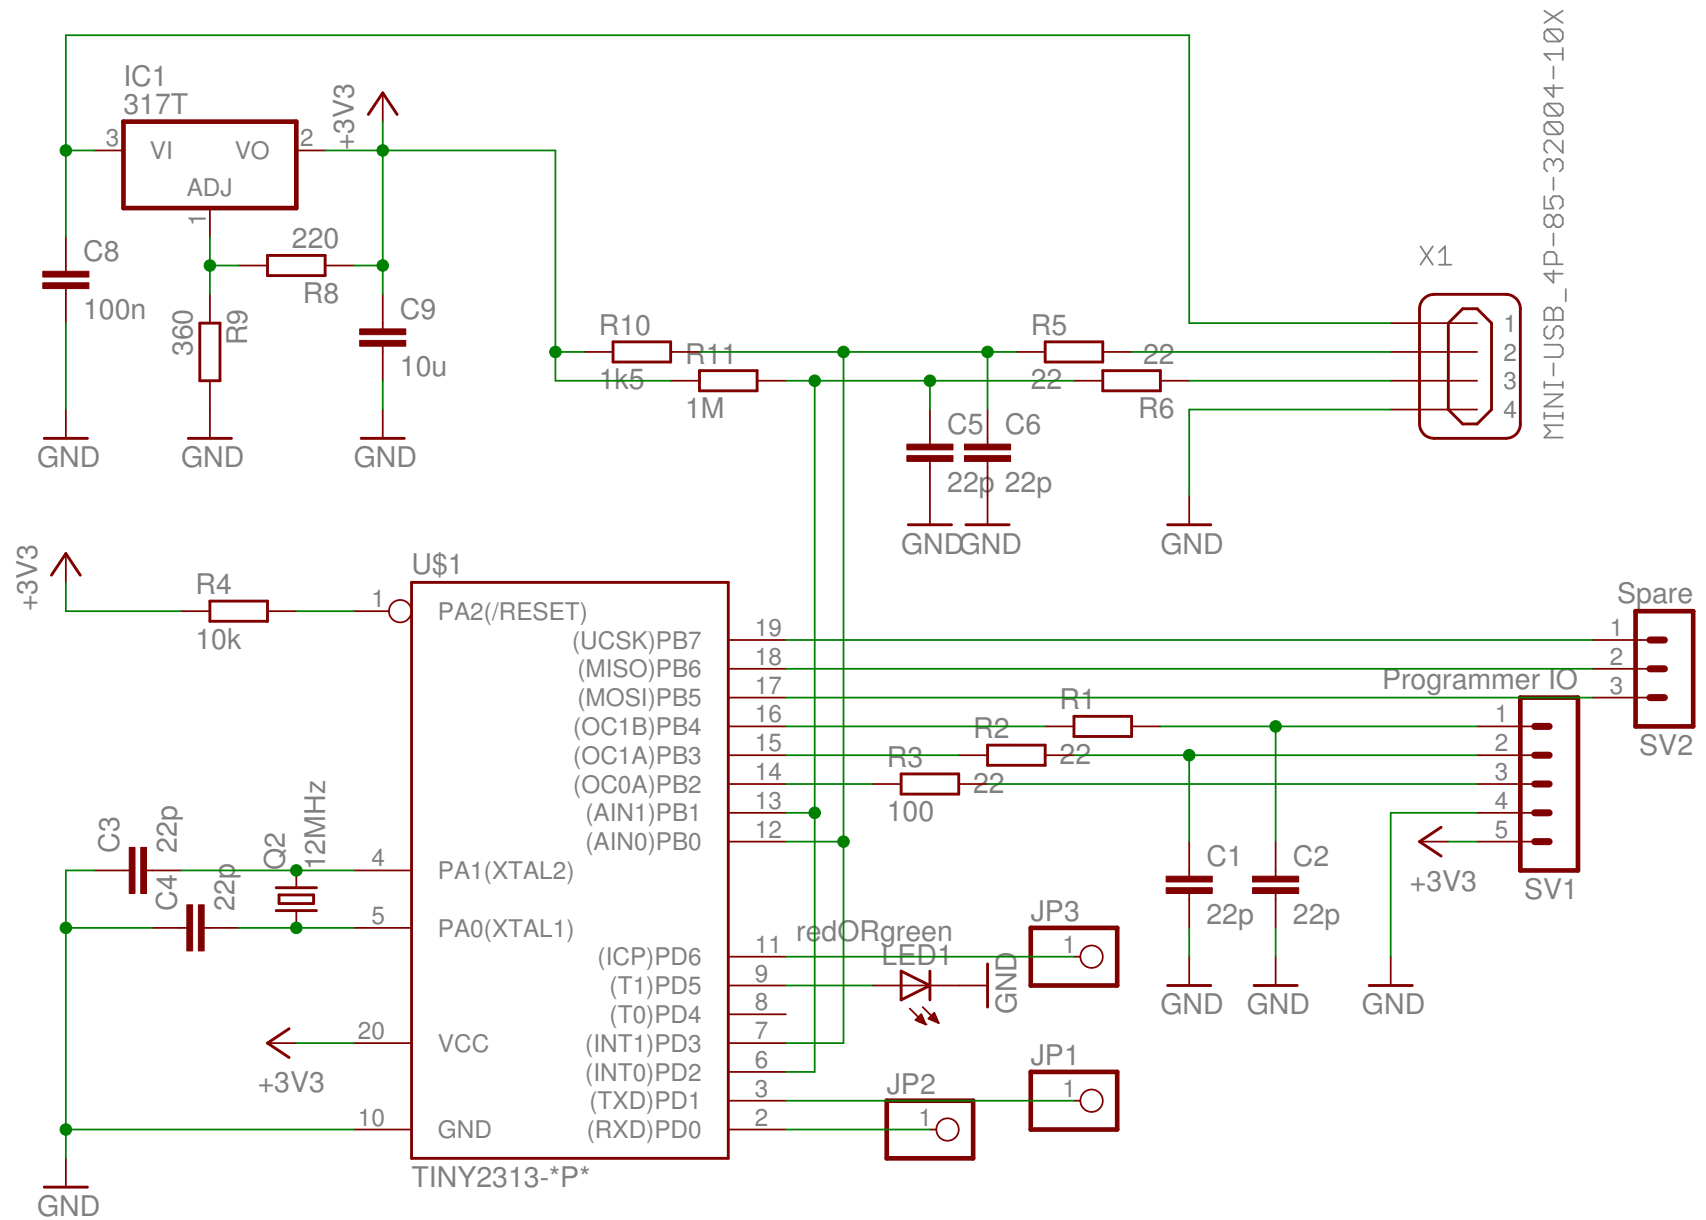 MINI-USB_4P-85-32004-10X
IC1
317T
+3V3
3
VI
VO
2
ADJ
1
C8
100n
220
R8
360
R9
C9
10u
GND
GND
GND
R10
1k5
R11
1M
R5
22
22
R6
C5
22p
C6
22p
GND
GND
GND
X1
1
2
3
4
+3V3
R4
10k
U$1
1
PA2(/RESET)
(UCSK)PB7
19
(MISO)PB6
18
(MOSI)PB5
17
(OC1B)PB4
16
(OC1A)PB3
15
(OC0A)PB2
14
(AIN1)PB1
13
(AIN0)PB0
12
R1
22
R2
22
R3
100
Spare
1
2
3
SV2
Programmer IO
1
2
3
4
5
SV1
+3V3
C3
22p
C4
22p
Q2
12MHz
4
PA1(XTAL2)
5
PA0(XTAL1)
C1
22p
C2
22p
GND
GND
GND
(ICP)PD6
11
(T1)PD5
9
(T0)PD4
8
(INT1)PD3
7
(INT0)PD2
6
(TXD)PD1
3
(RXD)PD0
2
redORgreen
LED1
GND
JP3
1
JP1
1
JP2
1
20
VCC
+3V3
10
GND
TINY2313-*P*
GND